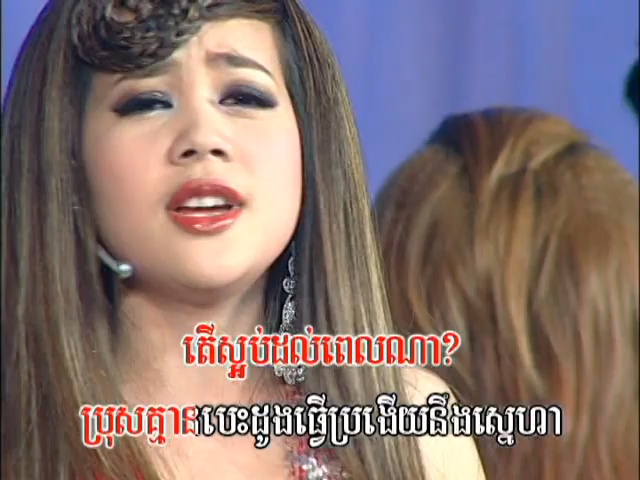 តើស្អប់ដល់ពេលណា?
ប្រុសគ្មានបេះដូងធ្វើប្រងើយនឹងស្នេហា